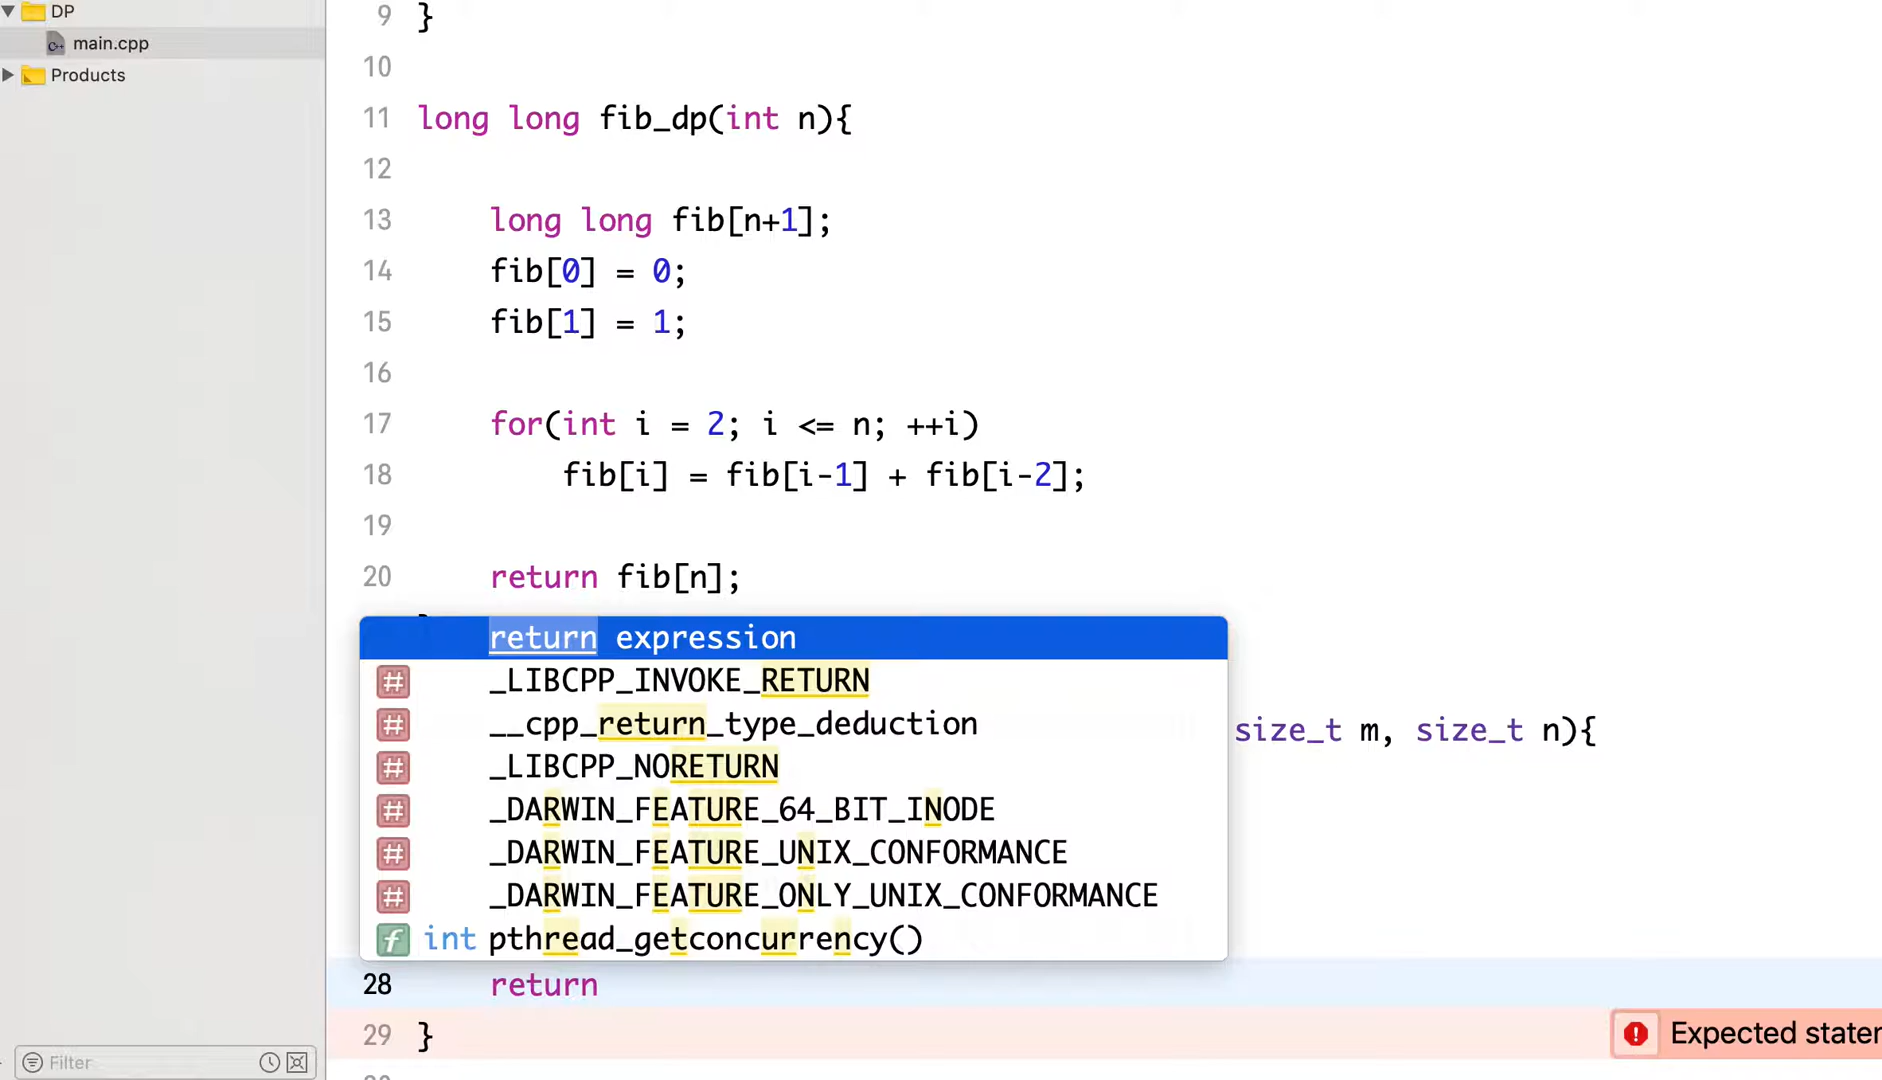 DP
main.cpp
Products
9 }
10
11 long long fib_dp(int n){
12
13 long long fib[n+1];
14 fib[0] = 0;
15 fib[1] = 1;
16
17 for(int i = 2; i <= n; ++i)
18 fib[i] = fib[i-1] + fib[i-2];
19
20 return fib[n];
return expression
# _LIBCPP_INVOKE_RETURN
# __cpp_return_type_deduction
size_t m, size_t n){
# _LIBCPP_NORETURN
# _DARWIN_FEATURE_64_BIT_INODE
# _DARWIN_FEATURE_UNIX_CONFORMANCE
# _DARWIN_FEATURE_ONLY_UNIX_CONFORMANCE
f int pthread_getconcurrency()
28 return
29 }
Expected stater
Filter